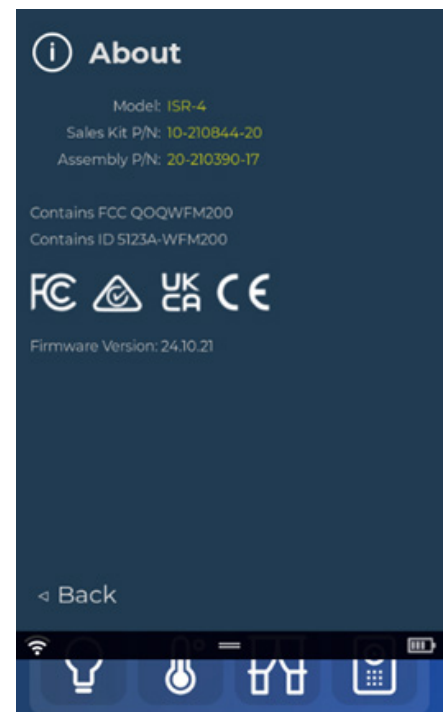 About
Model: ISR-4
Sales Kit P/N: 10-210844-20
Assembly P/N: 20-210390-17
Contains FCC QOQWFM200
Contains ID 5123A-WFM200
FC UK CA CE
Firmware Version: 24.10.21
Back